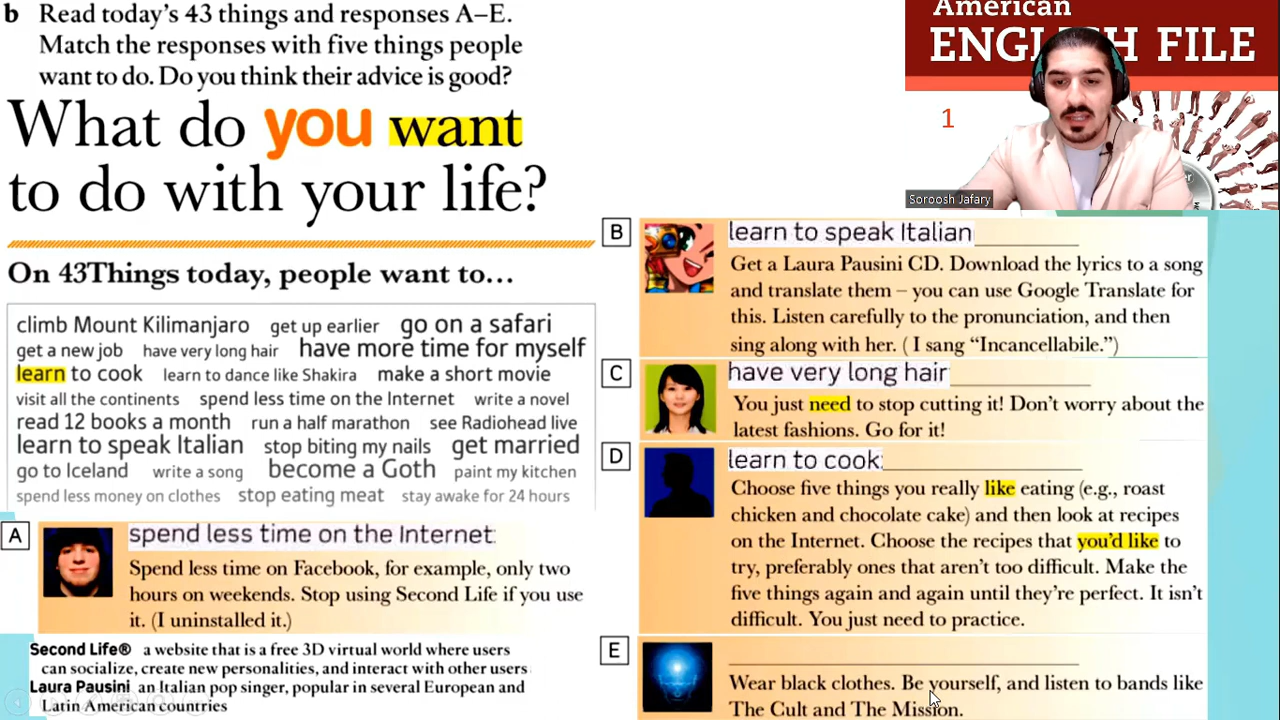 b Read today's 43 things and responses A–E.
Match the responses with five things people
want to do. Do you think their advice is good?
What do you want
to do with your life?
On 43Things today, people want to…
climb Mount Kilimanjaro get up earlier go on a safari
get a new job have very long hair have more time for myself
learn to cook learn to dance like Shakira make a short movie
visit all the continents spend less time on the Internet write a novel
read 12 books a month run a half marathon see Radiohead live
learn to speak Italian stop biting my nails get married
go to Iceland write a song become a Goth paint my kitchen
spend less money on clothes stop eating meat stay awake for 24 hours
A spend less time on the Internet:
Spend less time on Facebook, for example, only two
hours on weekends. Stop using Second Life if you use
it. (I uninstalled it.)
Second Life® a website that is a free 3D virtual world where users
can socialize, create new personalities, and interact with other users
Laura Pausini an Italian pop singer, popular in several European and
Latin American countries
American
ENGLISH FILE
1
Soroosh Jafary
B learn to speak Italian
Get a Laura Pausini CD. Download the lyrics to a song
and translate them – you can use Google Translate for
this. Listen carefully to the pronunciation, and then
sing along with her. ( I sang "Incancellabile.")
C have very long hair
You just need to stop cutting it! Don't worry about the
latest fashions. Go for it!
D learn to cook:
Choose five things you really like eating (e.g., roast
chicken and chocolate cake) and then look at recipes
on the Internet. Choose the recipes that you'd like to
try, preferably ones that aren't too difficult. Make the
five things again and again until they're perfect. It isn't
difficult. You just need to practice.
E
Wear black clothes. Be yourself, and listen to bands like
The Cult and The Mission.